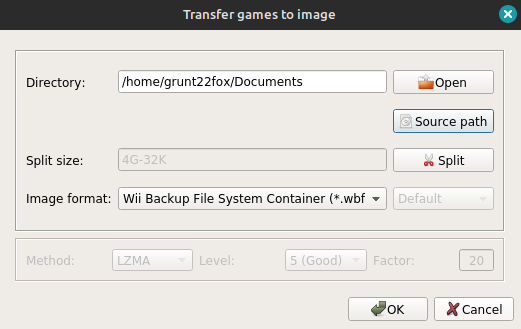 Transfer games to image
Directory: /home/grunt22fox/Documents Open
Source path
Split size: 4G-32K Split
Image format: Wii Backup File System Container (*.wbf Default
Method: LZMA Level: 5 (Good) Factor: 20
OK Cancel